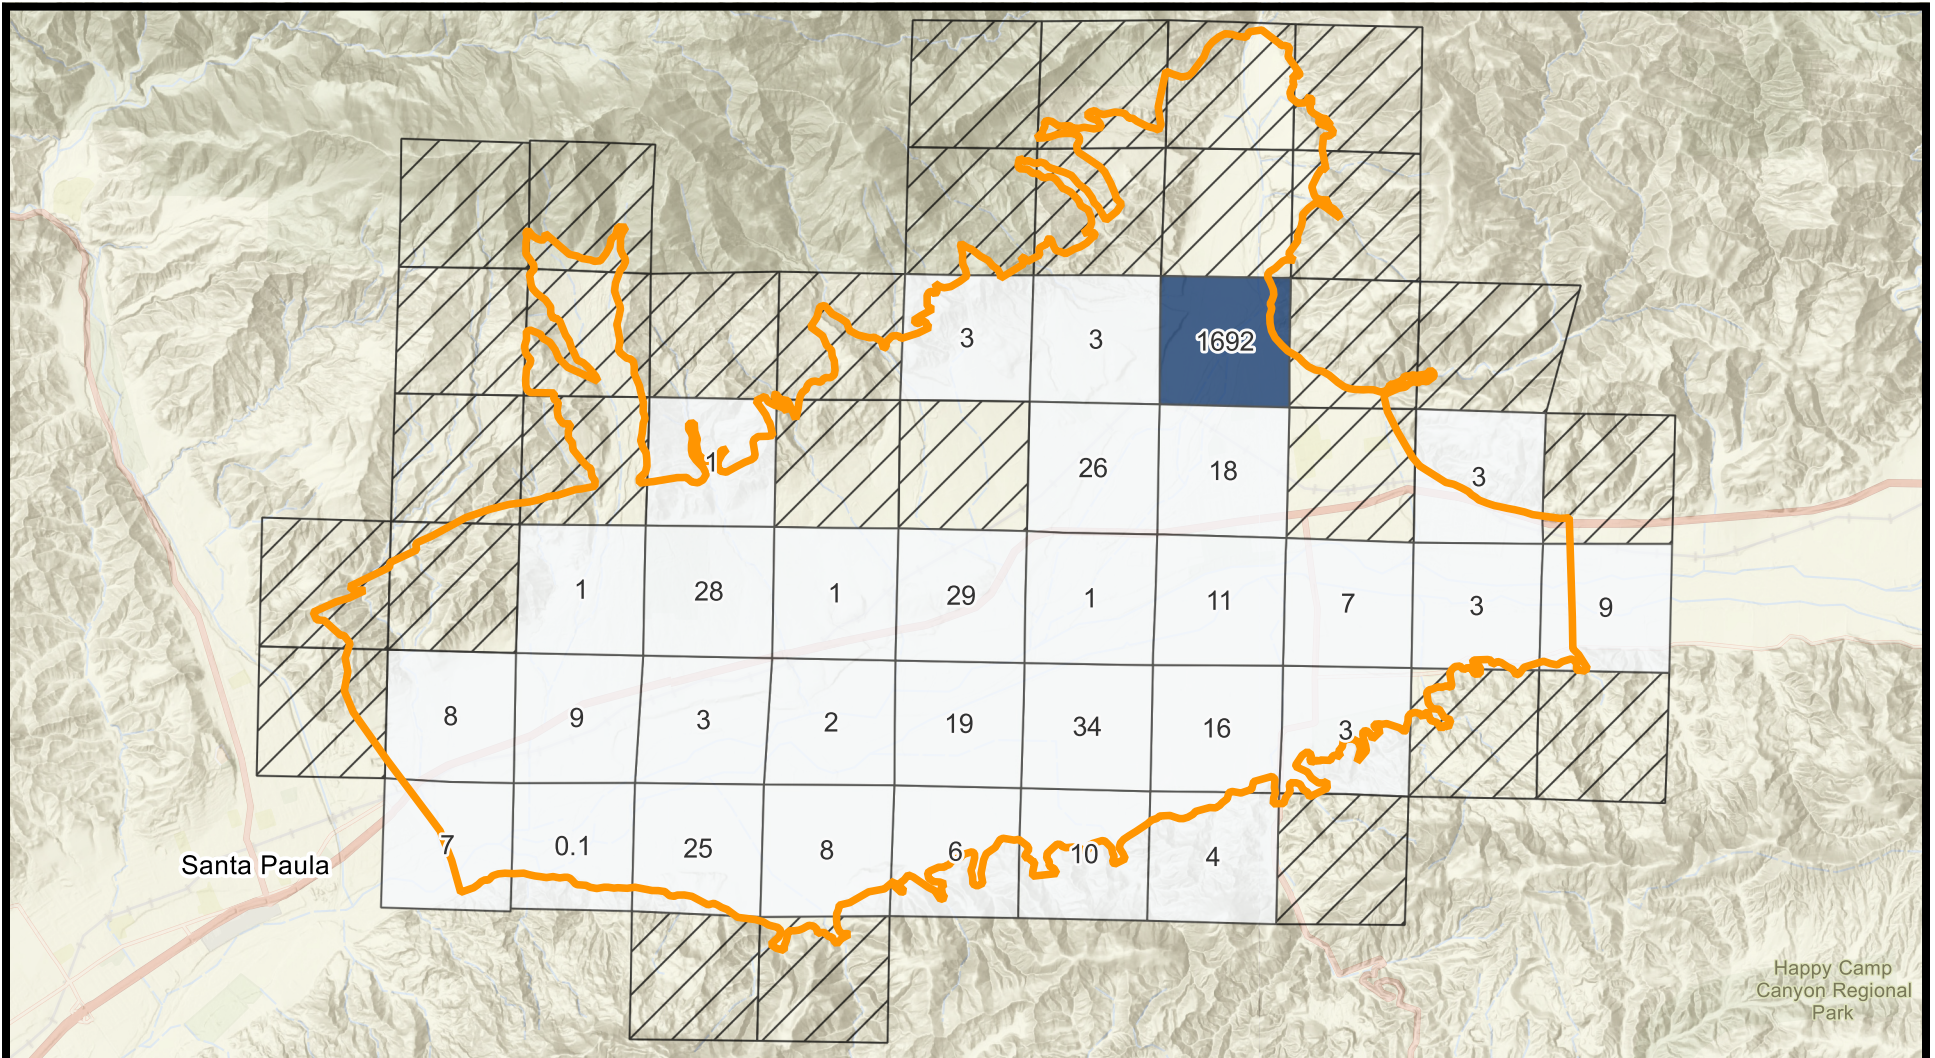 3 3 1692
1 26 18 3
1 28 1 29 1 11 7 3 9
8 9 3 2 19 34 16 3
7 0.1 25 8 6 10 4
Santa Paula
Happy Camp
Canyon Regional
Park